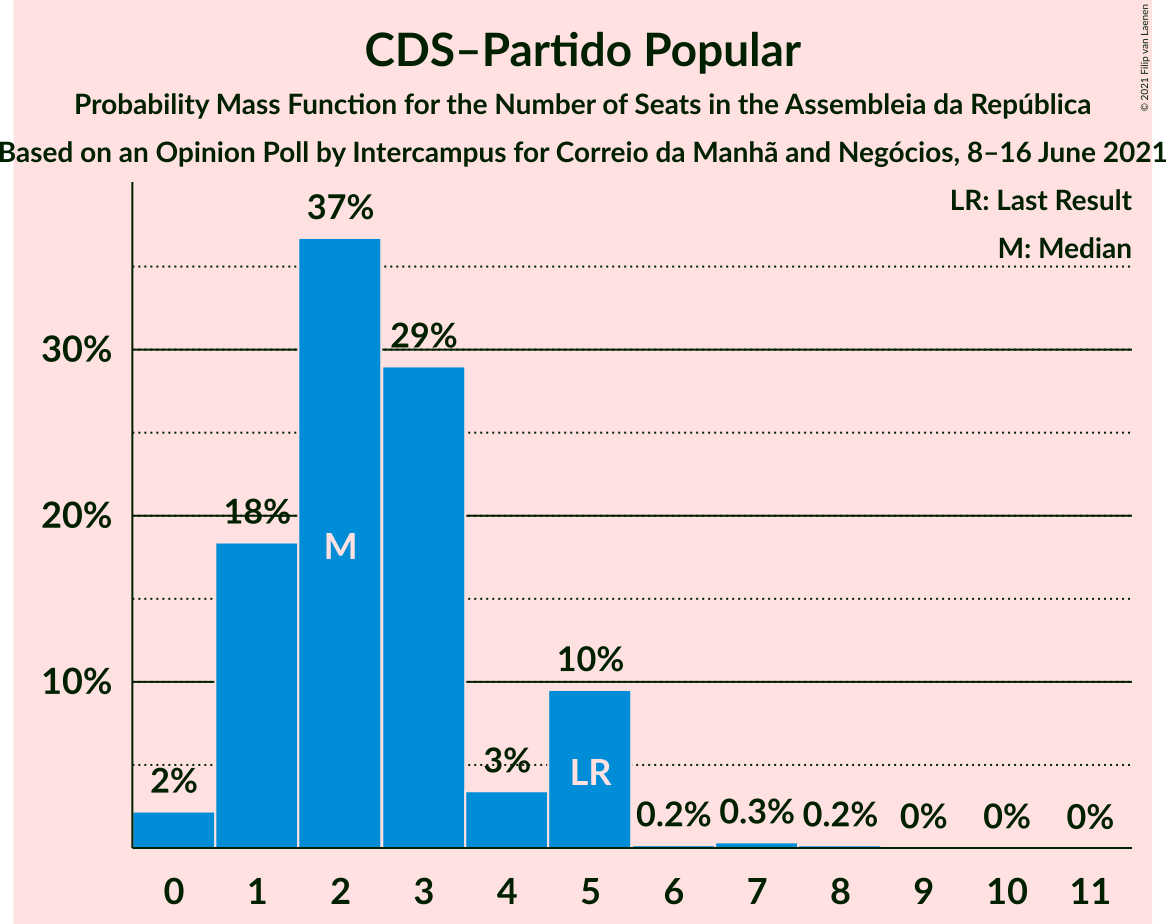 CDS–Partido Popular
Probability Mass Function for the Number of Seats in the Assembleia da República
Based on an Opinion Poll by Intercampus for Correio da Manhã and Negócios, 8–16 June 2021
© 2021 Filip van Laenen
LR: Last Result
M: Median
37%
29%
30%
18%
20%
M
10%
10%
3%
LR
2%
0.2% 0.3% 0.2% 0% 0% 0%
0 1 2 3 4 5 6 7 8 9 10 11